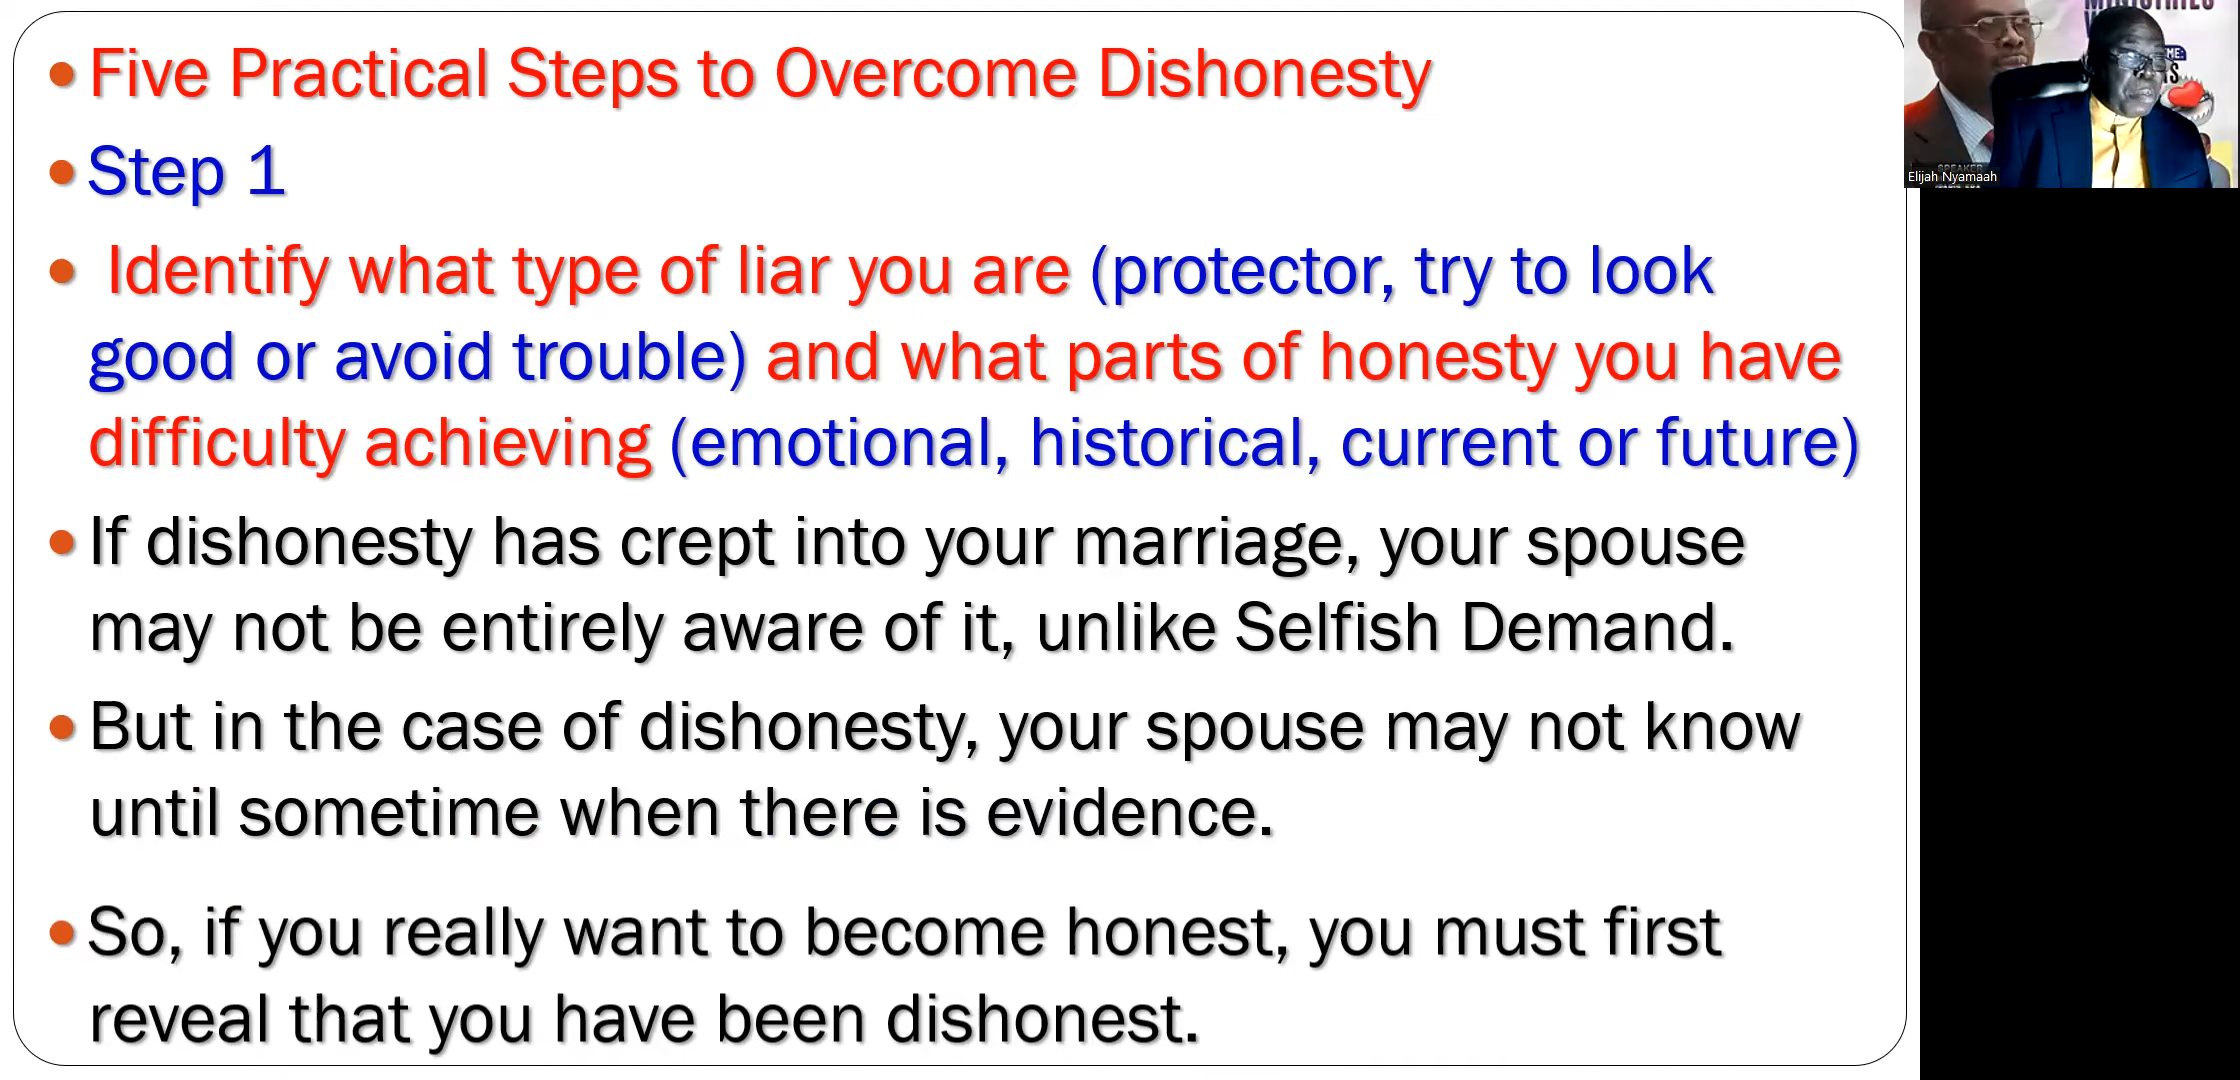 Five Practical Steps to Overcome Dishonesty
Step 1
Identify what type of liar you are (protector, try to look
good or avoid trouble) and what parts of honesty you have
difficulty achieving (emotional, historical, current or future)
If dishonesty has crept into your marriage, your spouse
may not be entirely aware of it, unlike Selfish Demand.
But in the case of dishonesty, your spouse may not know
until sometime when there is evidence.
So, if you really want to become honest, you must first
reveal that you have been dishonest.
SPEAKER
Elijah Nyamaah